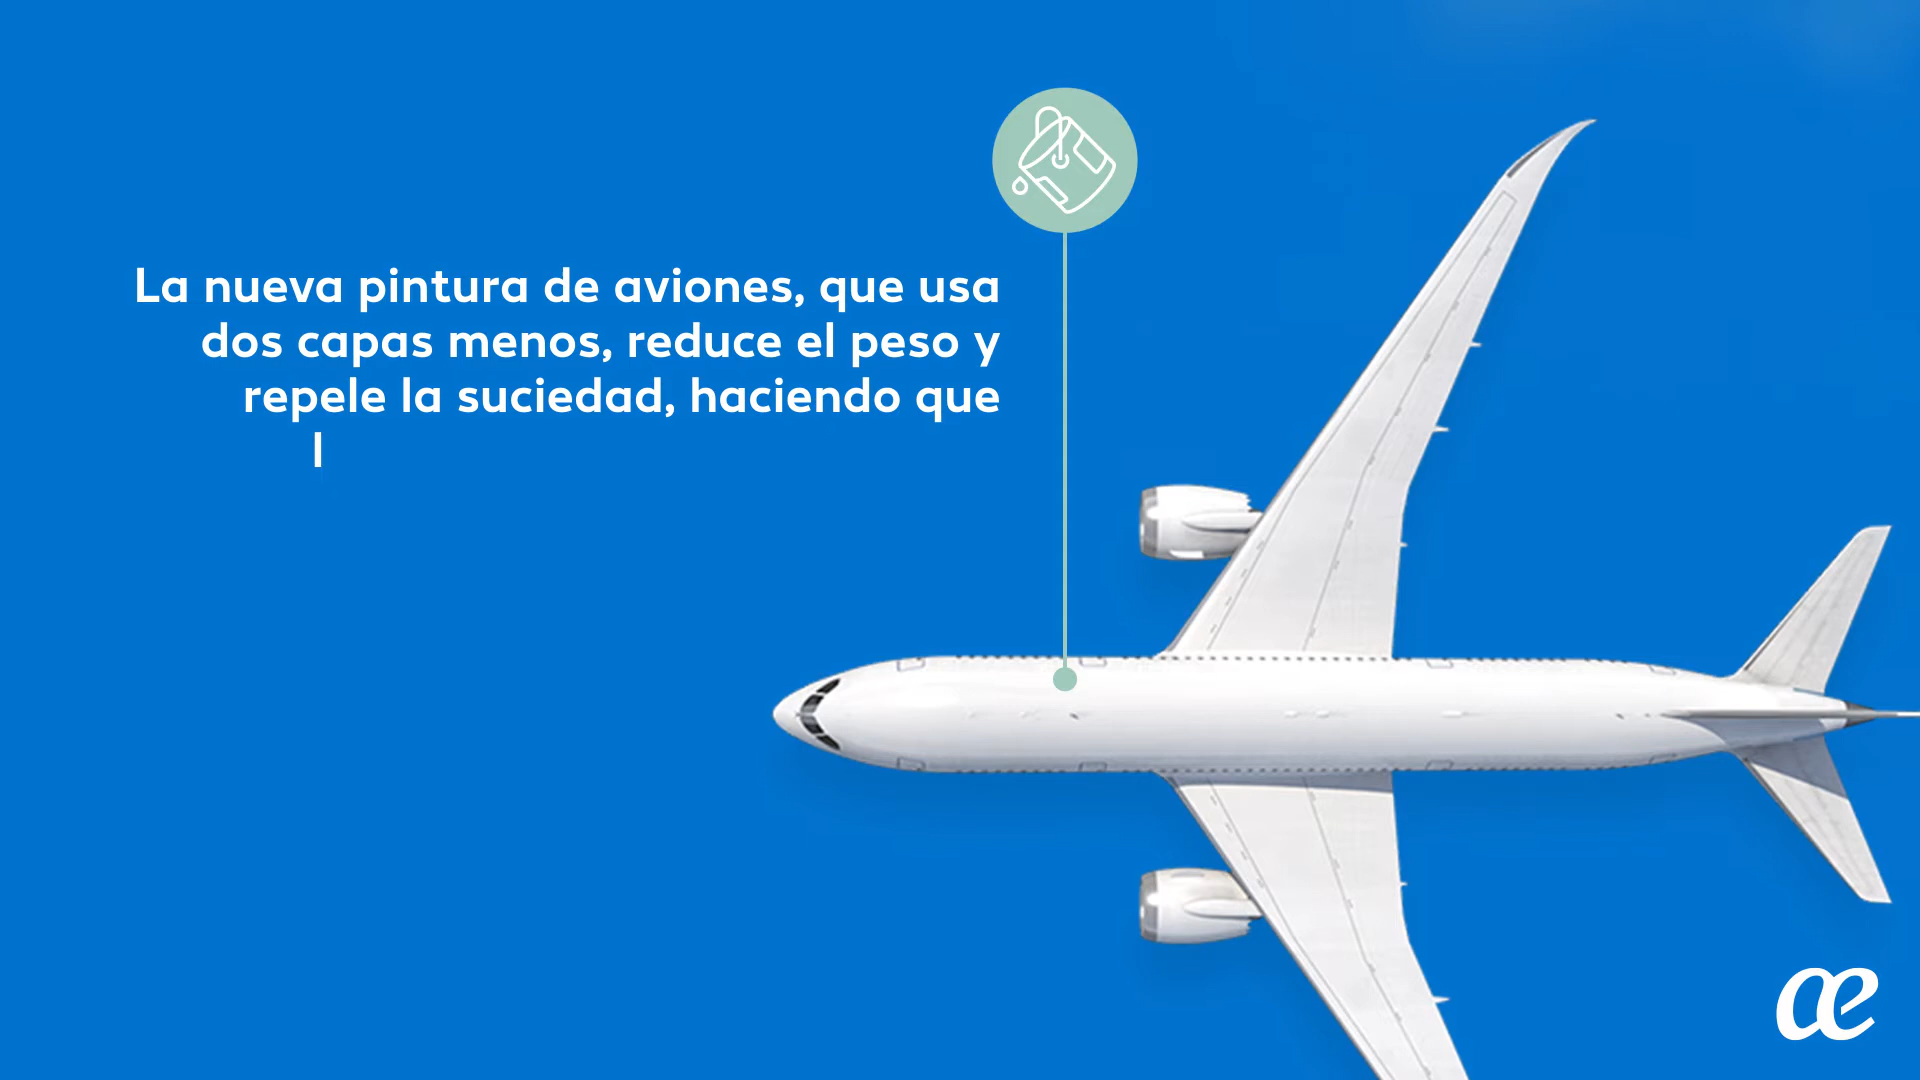 La nueva pintura de aviones, que usa
dos capas menos, reduce el peso y
repele la suciedad, haciendo que
l
æ